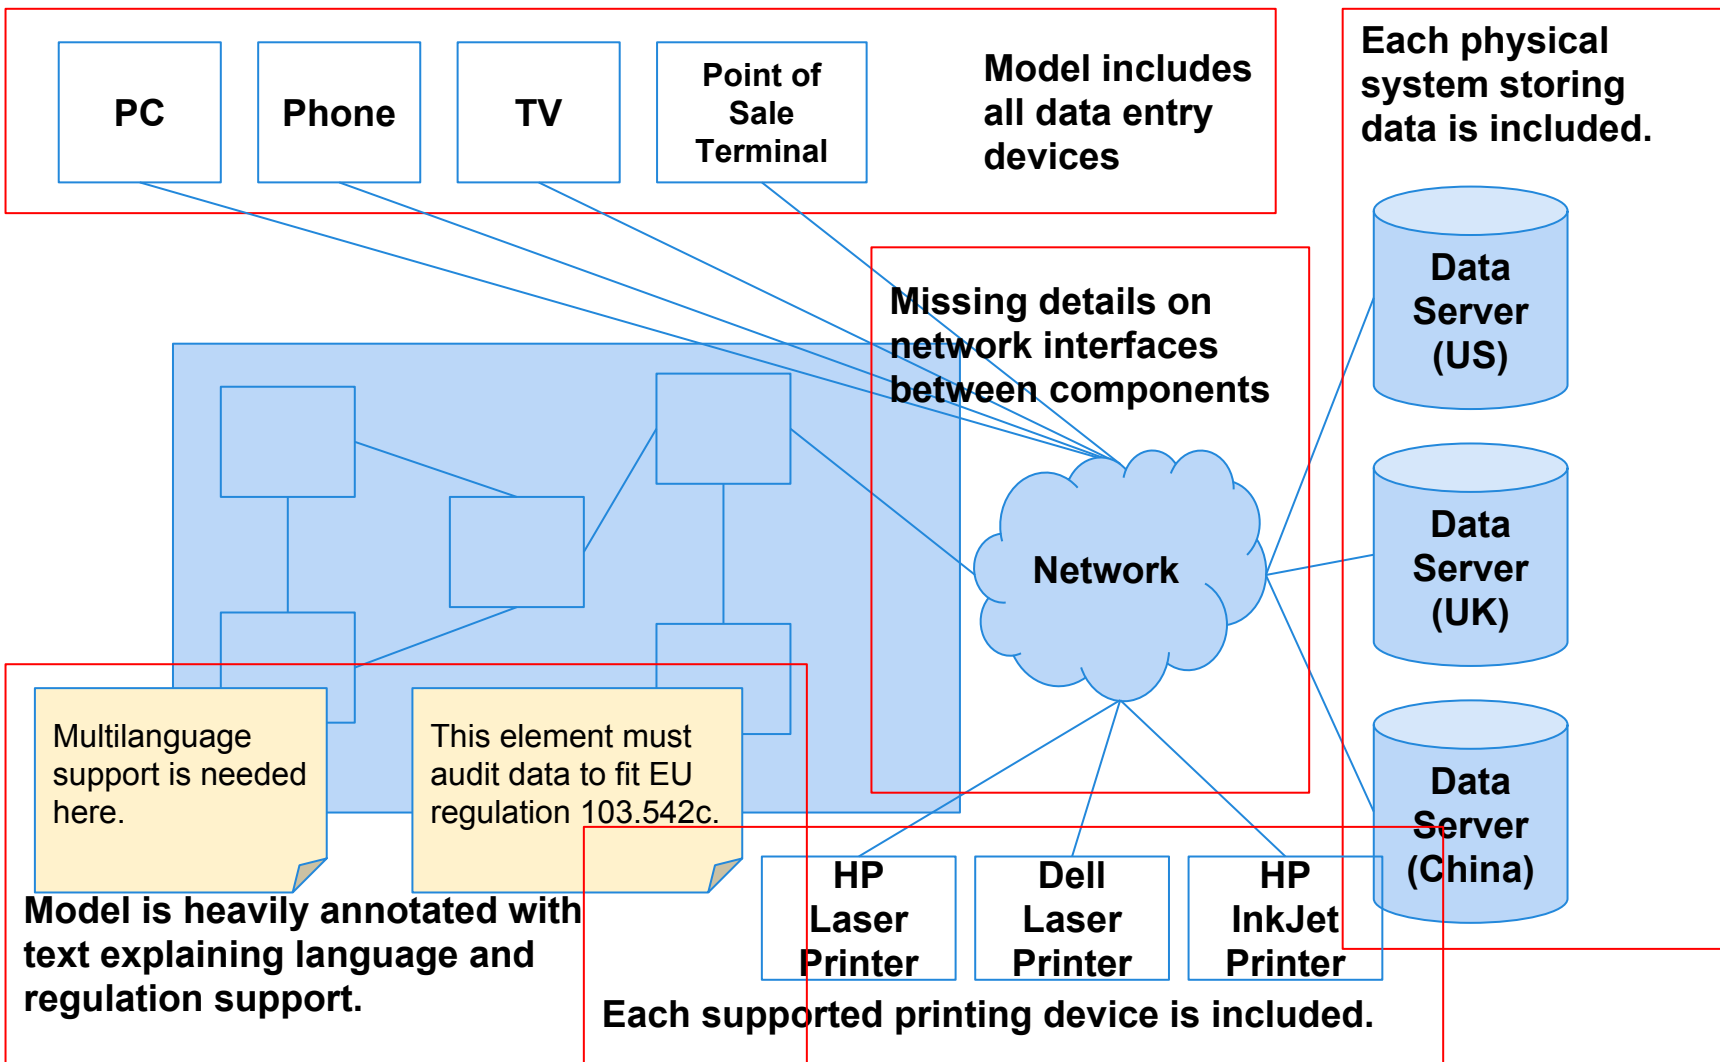 PC
Phone
TV
Point of
Sale
Terminal
Model includes
all data entry
devices
Each physical
system storing
data is included.
Missing details on
network interfaces
between components
Data
Server
(US)
Network
Data
Server
(UK)
Data
Server
(China)
Multilanguage
support is needed
here.
This element must
audit data to fit EU
regulation 103.542c.
Model is heavily annotated with
text explaining language and
regulation support.
HP
Laser
Printer
Dell
Laser
Printer
HP
InkJet
Printer
Each supported printing device is included.